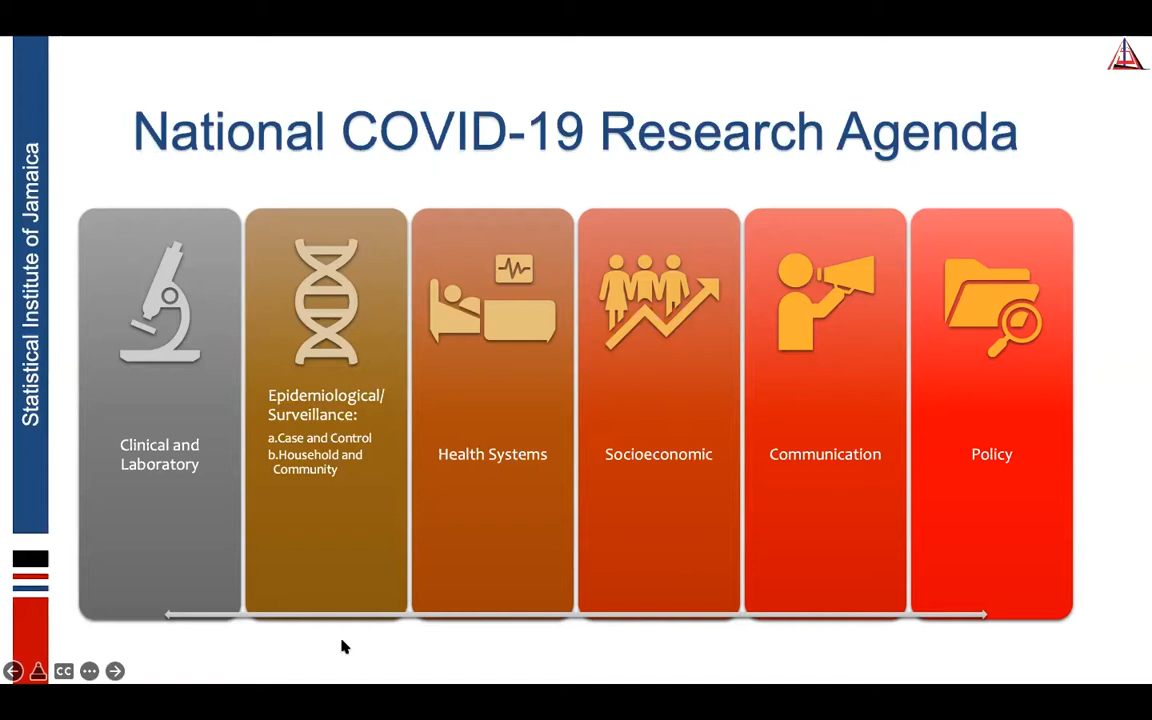 National COVID-19 Research Agenda
Statistical Institute of Jamaica
Clinical and
Laboratory
Epidemiological/
Surveillance:
a.Case and Control
b.Household and
Community
Health Systems
Socioeconomic
Communication
Policy
CC